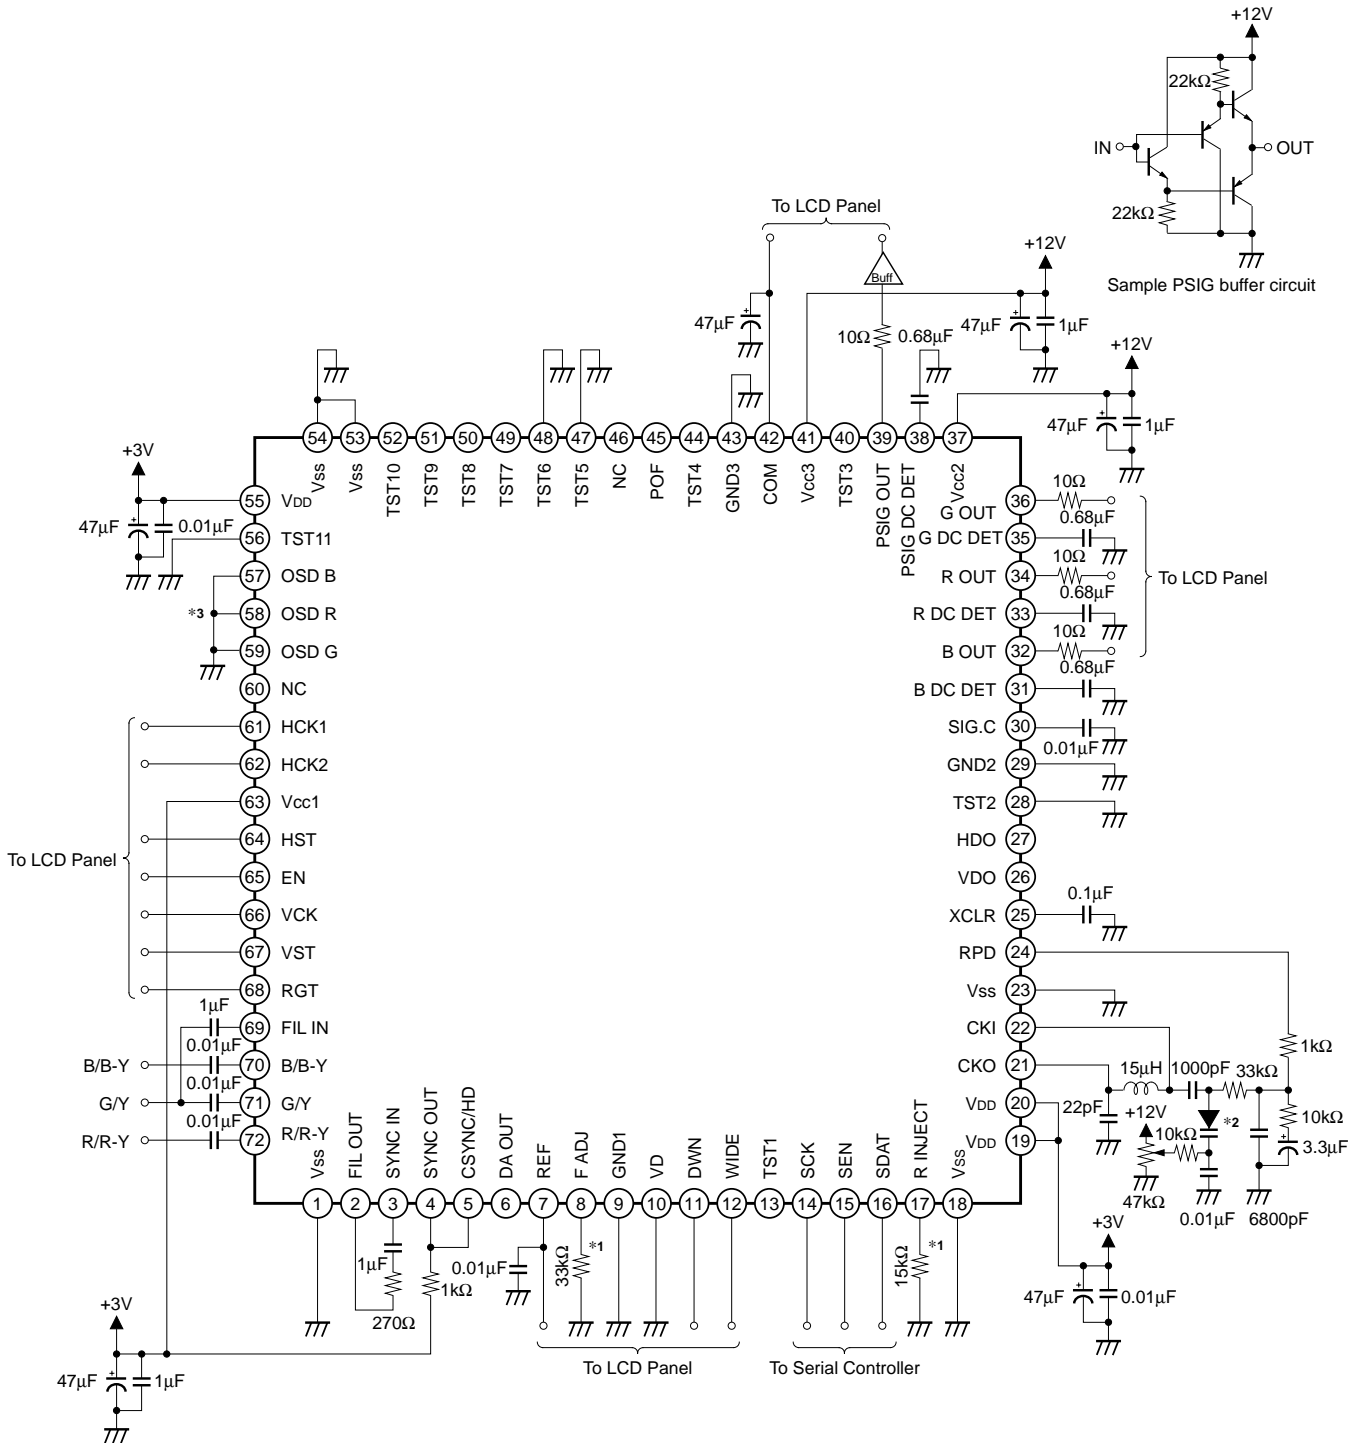 +12V
22kΩ
IN
OUT
22kΩ
Sample PSIG buffer circuit
To LCD Panel
+12V
Buff
47µF
10Ω
0.68µF
47µF
1µF
+12V
47µF
1µF
54 53 52 51 50 49 48 47 46 45 44 43 42 41 40 39 38 37
Vss
Vss
TST10
TST9
TST8
TST7
TST6
TST5
NC
POF
TST4
GND3
COM
Vcc3
TST3
PSIG OUT
PSIG DC DET
Vcc2
+3V
47µF
0.01µF
55 VDD
56 TST11
57 OSD B
*3
58 OSD R
59 OSD G
60 NC
61 HCK1
62 HCK2
63 Vcc1
64 HST
To LCD Panel
65 EN
66 VCK
67 VST
68 RGT
1µF
69 FIL IN
0.01µF
B/B-Y
70 B/B-Y
0.01µF
G/Y
71 G/Y
0.01µF
R/R-Y
72 R/R-Y
G OUT 36
10Ω
0.68µF
G DC DET 35
10Ω
R OUT 34
0.68µF
To LCD Panel
R DC DET 33
10Ω
B OUT 32
0.68µF
B DC DET 31
SIG.C 30
0.01µF
GND2 29
TST2 28
HDO 27
VDO 26
0.1µF
XCLR 25
RPD 24
Vss 23
CKI 22
1kΩ
CKO 21
15µH
1000pF
33kΩ
VDD 20
22pF
+12V
*2
10kΩ
10kΩ
VDD 19
3.3µF
47kΩ
0.01µF
6800pF
Vss
FIL OUT
SYNC IN
SYNC OUT
CSYNC/HD
DA OUT
REF
F ADJ
GND1
VD
DWN
WIDE
TST1
SCK
SEN
SDAT
R INJECT
Vss
1 2 3 4 5 6 7 8 9 10 11 12 13 14 15 16 17 18
1µF
270Ω
1kΩ
0.01µF
33kΩ
*1
15kΩ
*1
+3V
47µF
0.01µF
+3V
47µF
1µF
To LCD Panel
To Serial Controller